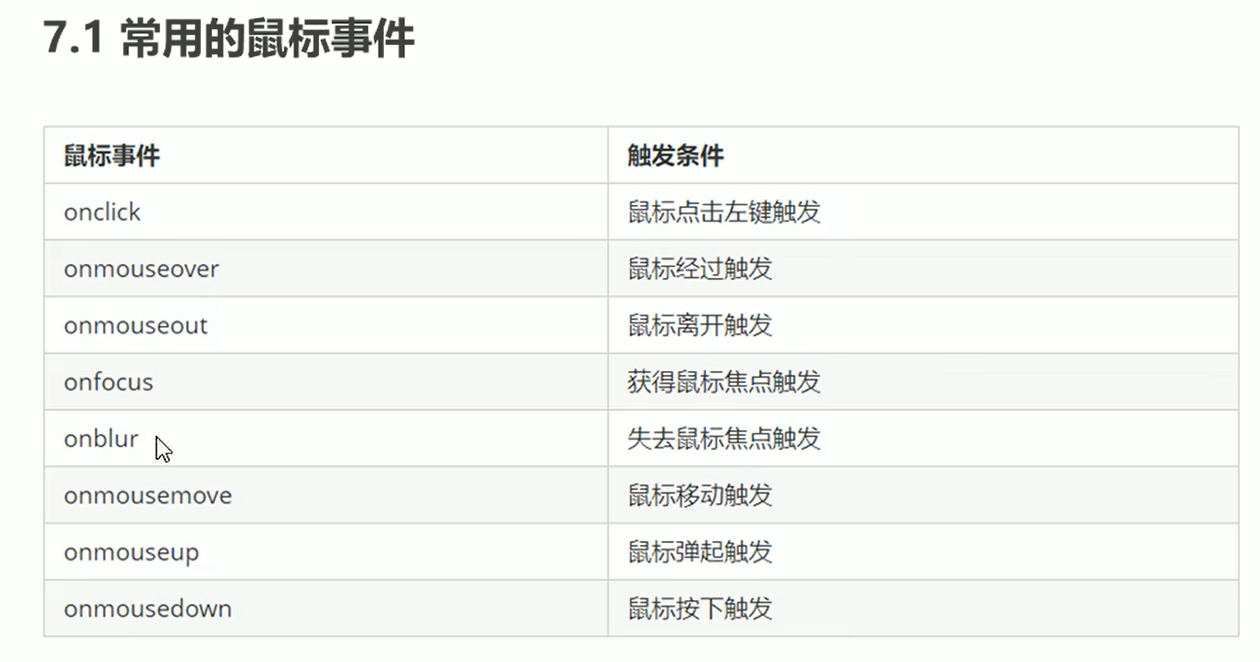 7.1 常用的鼠标事件
鼠标事件 触发条件
onclick 鼠标点击左键触发
onmouseover 鼠标经过触发
onmouseout 鼠标离开触发
onfocus 获得鼠标焦点触发
onblur 失去鼠标焦点触发
onmousemove 鼠标移动触发
onmouseup 鼠标弹起触发
onmousedown 鼠标按下触发